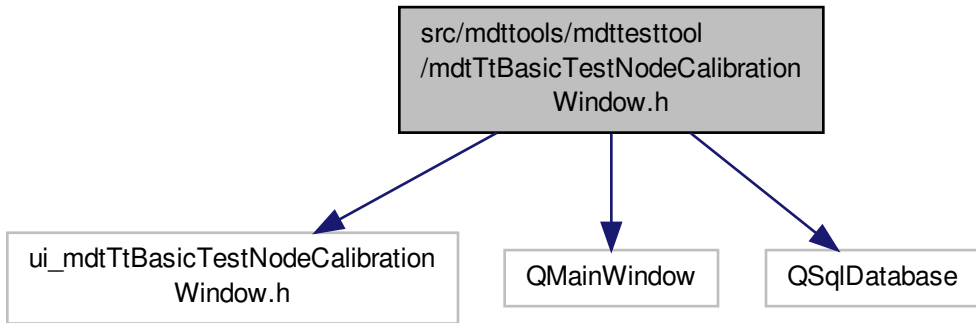 src/mdttools/mdttesttool
/mdtTtBasicTestNodeCalibration
Window.h
ui_mdtTtBasicTestNodeCalibration
Window.h
QMainWindow
QSqlDatabase